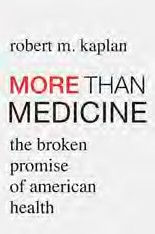 robert m. kaplan
MORE THAN
MEDICINE
the broken
promise
of american
health